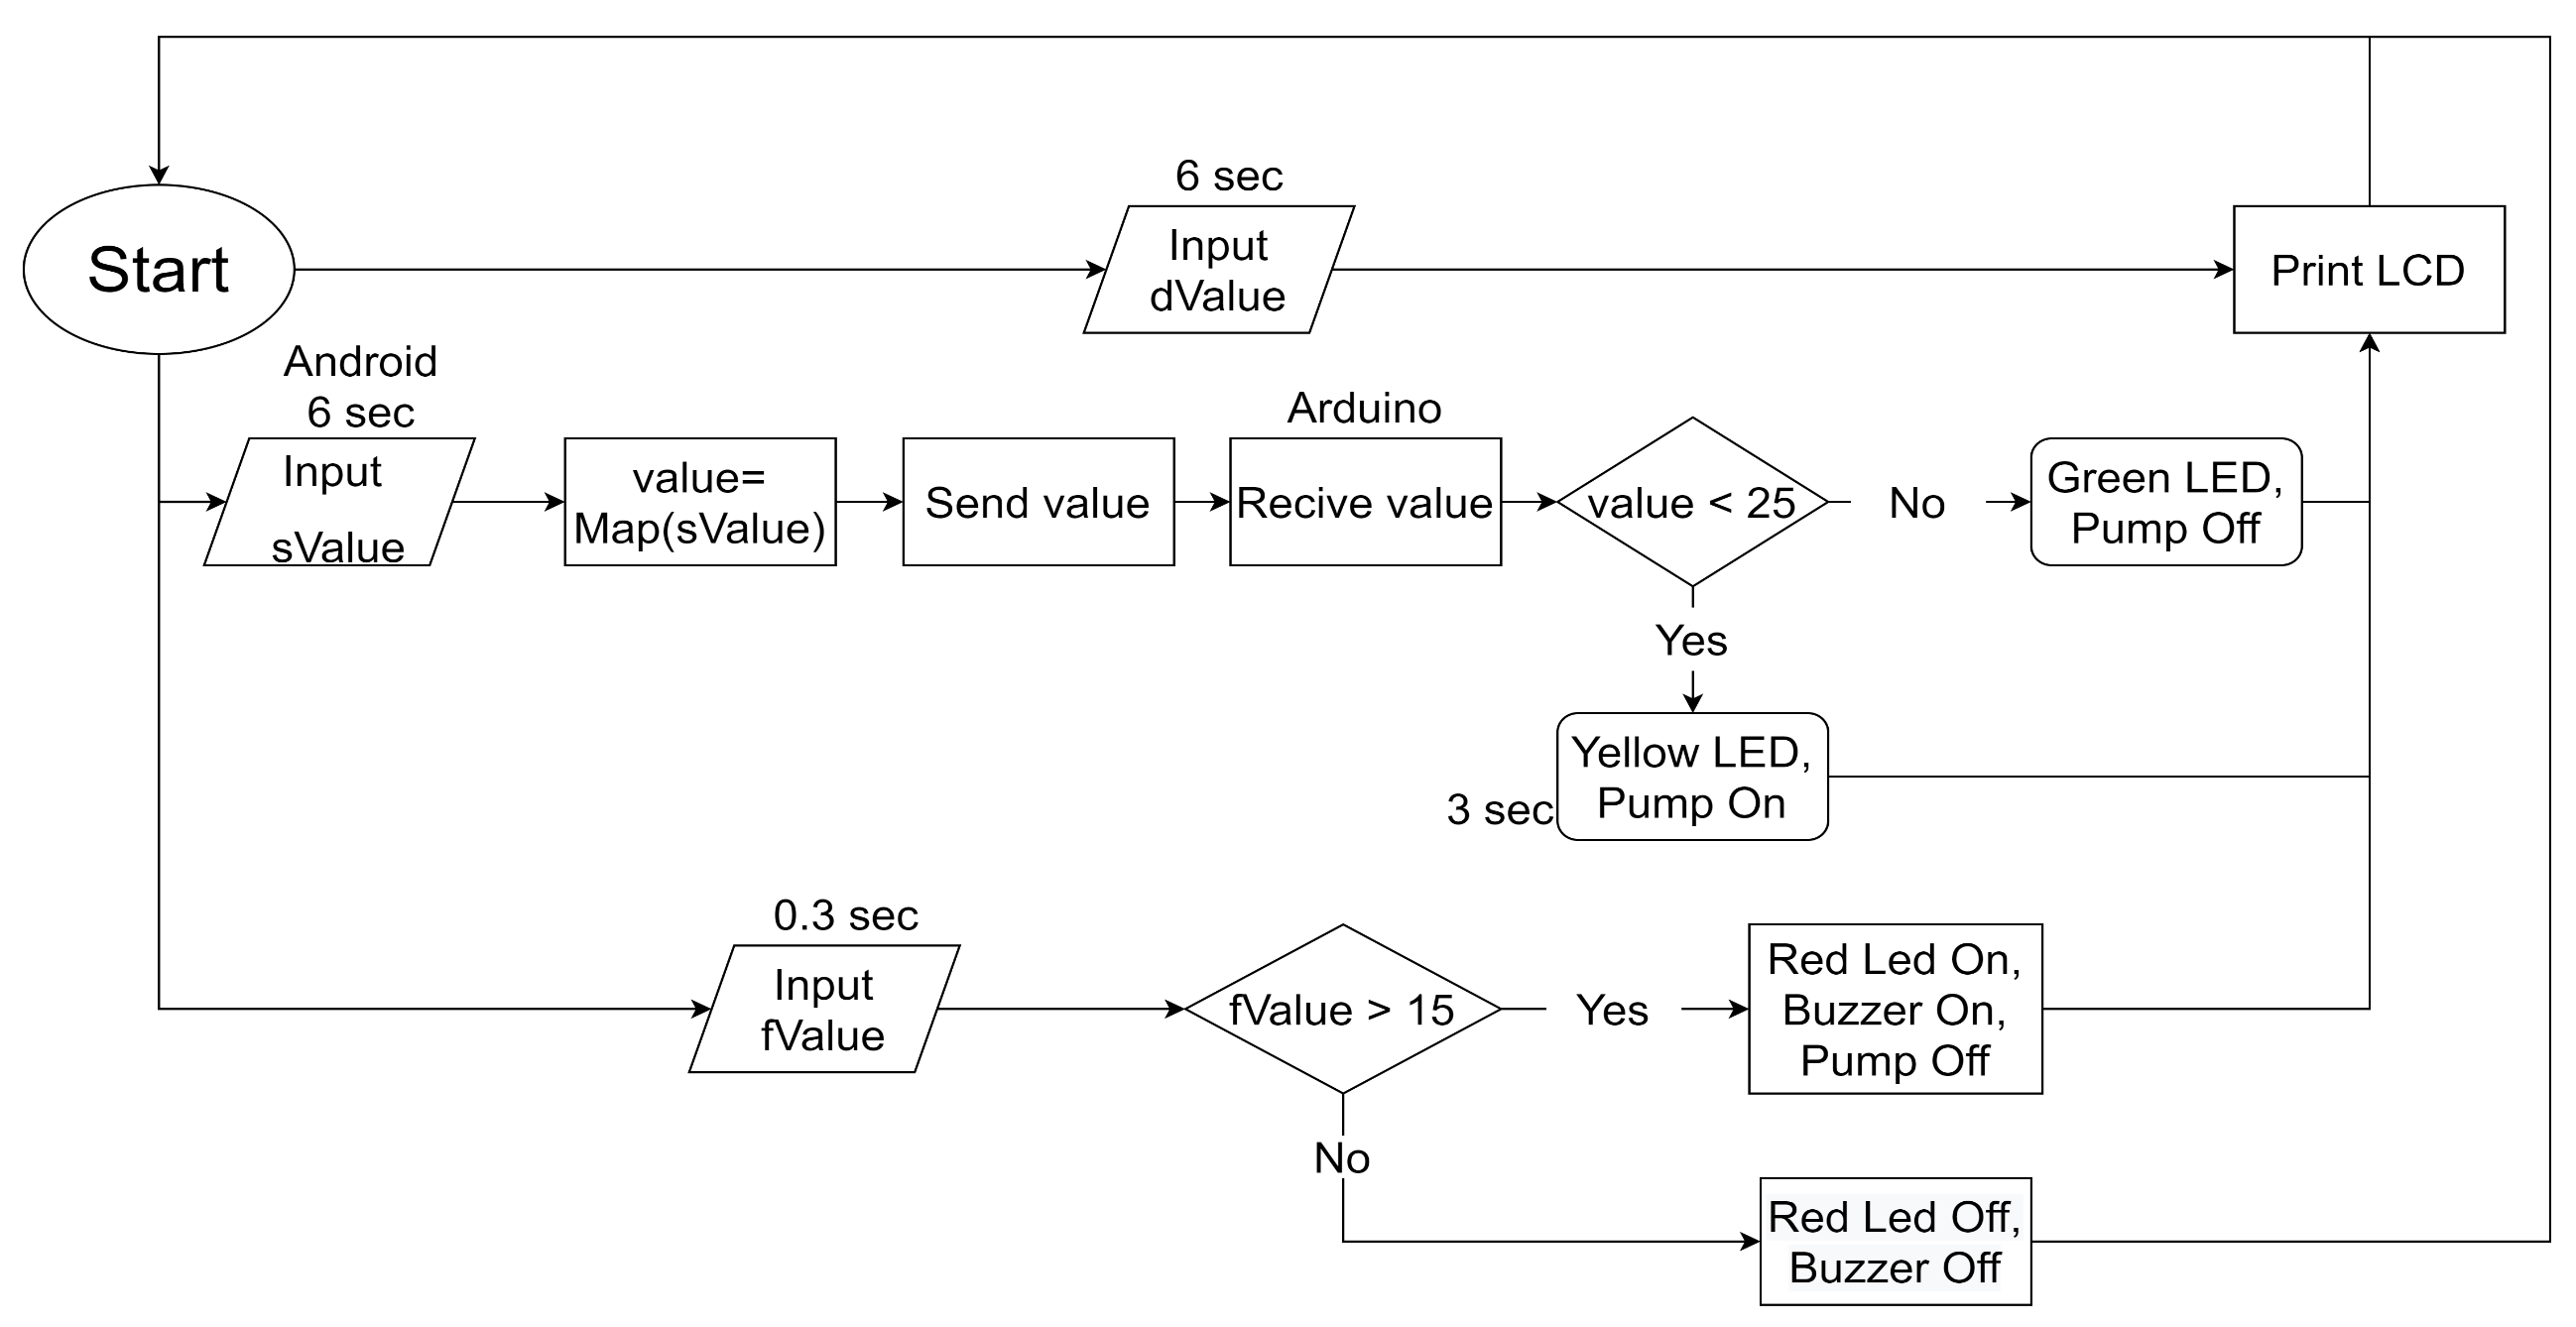 6 sec
Start
Input
dValue
Print LCD
Android
6 sec
Input
sValue
value=
Map(sValue)
Send value
Arduino
Recive value
value < 25
No
Green LED,
Pump Off
Yes
Yellow LED,
Pump On
3 sec
0.3 sec
Input
fValue
fValue > 15
Yes
Red Led On,
Buzzer On,
Pump Off
No
Red Led Off,
Buzzer Off